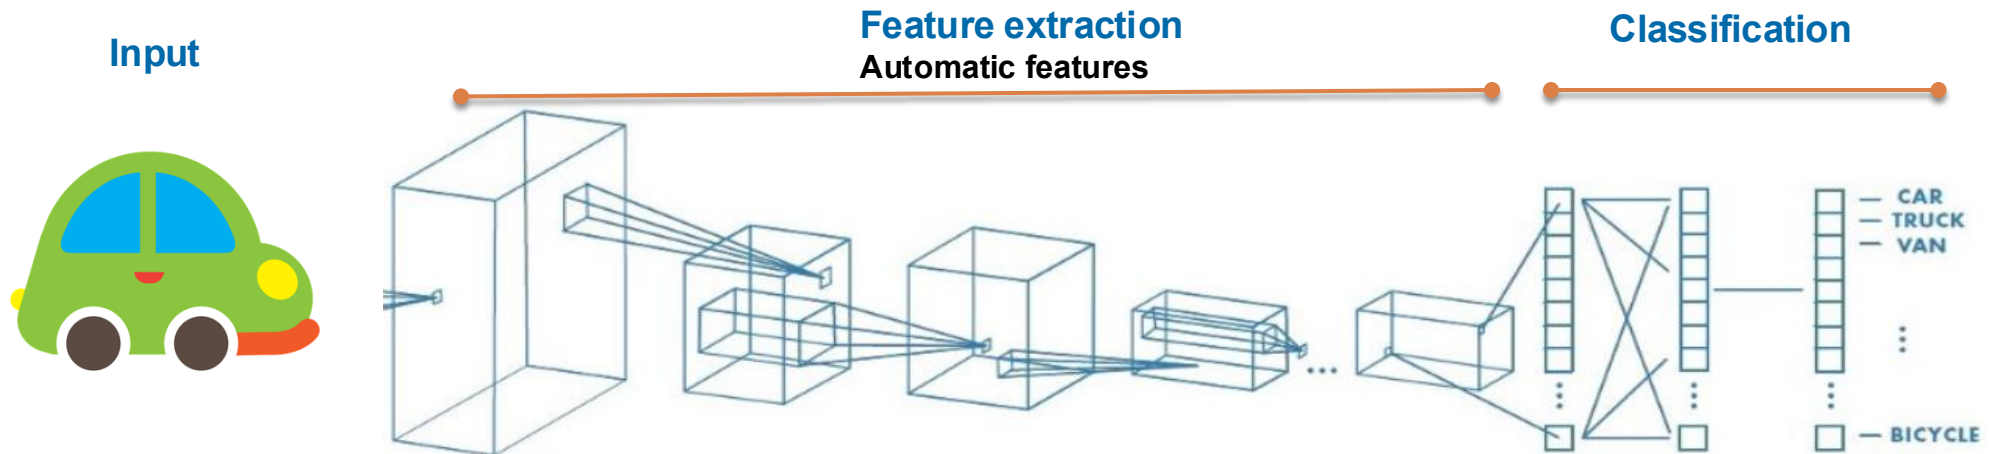 Input
Feature extraction
Automatic features
Classification
CAR
TRUCK
VAN
BICYCLE